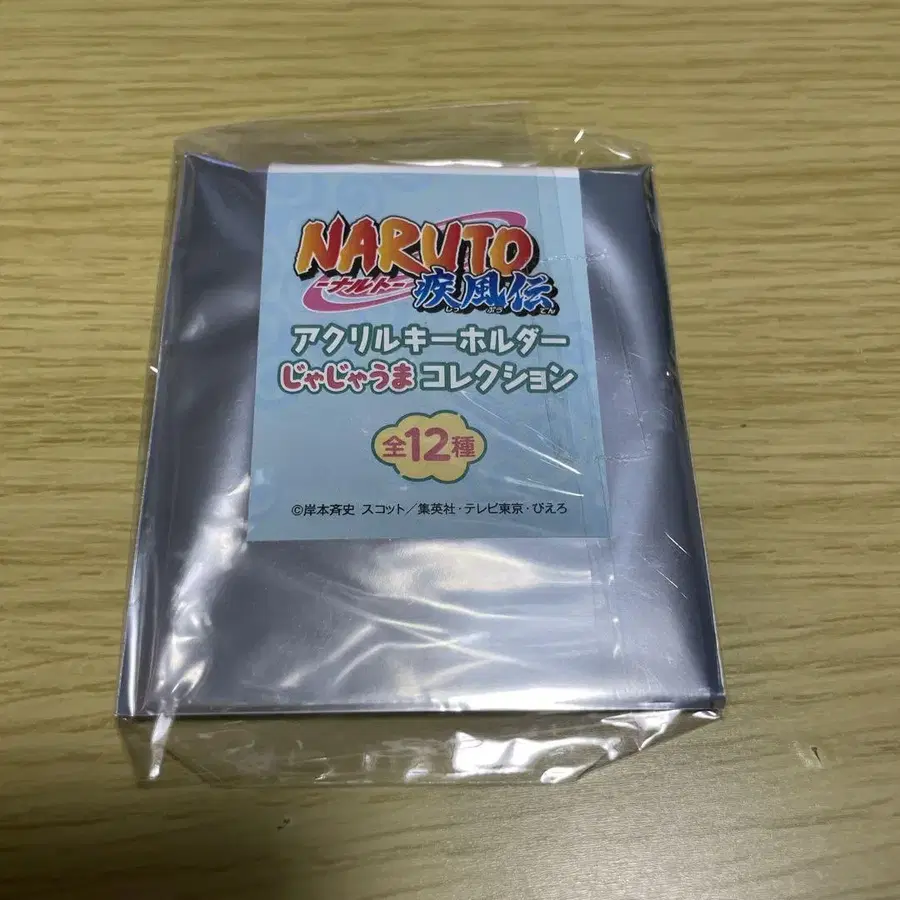 NARUTO
-ナルト-
疾風伝
しっ ぷう でん
アクリルキーホルダー
じゃじゃうま コレクション
全12種
©岸本斉史 スコット/集英社・テレビ東京・ぴえろ